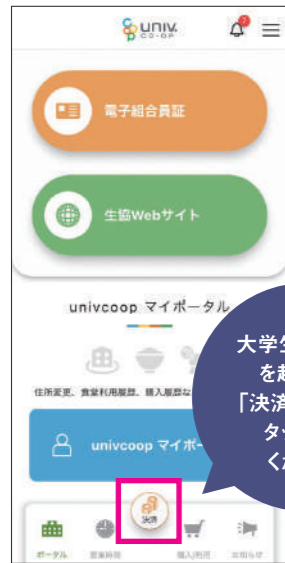 univ.
CO-OP
電子組合員証
生協Webサイト
univcoop マイポータル
住所変更、食堂利用履歴、購入履歴な
univcoop マイポー
大学生
を起
「決済
タッ
くだ
決済
ポータル
営業時間
購入/利用
お知らせ